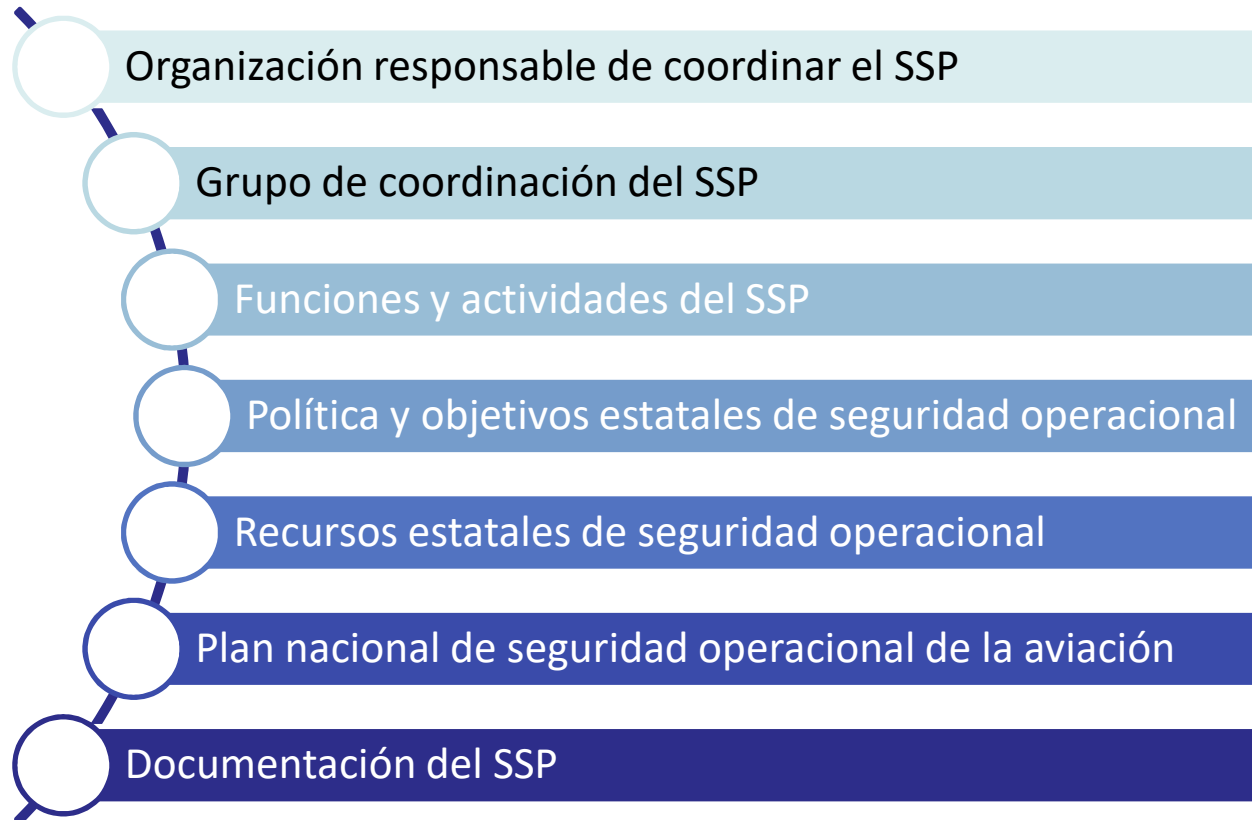 Organización responsable de coordinar el SSP
Grupo de coordinación del SSP
Funciones y actividades del SSP
Política y objetivos estatales de seguridad operacional
Recursos estatales de seguridad operacional
Plan nacional de seguridad operacional de la aviación
Documentación del SSP